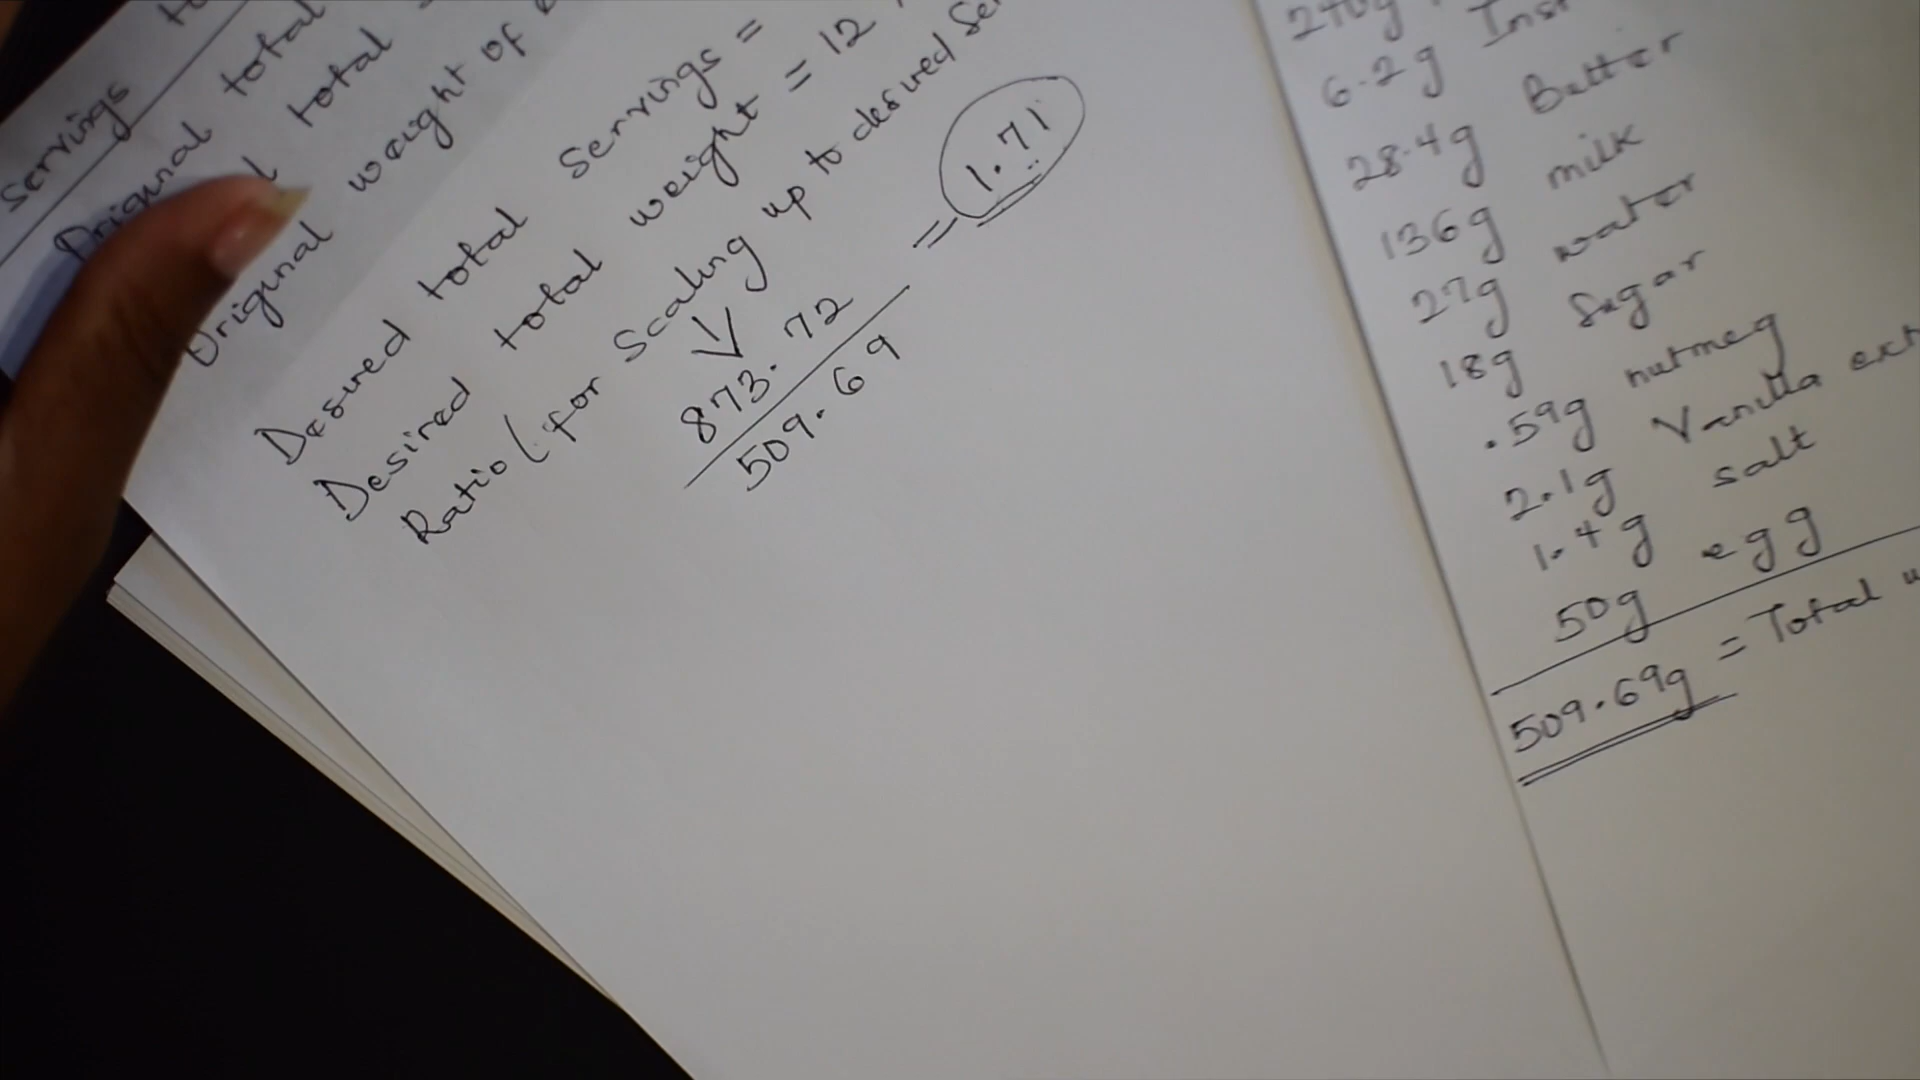 Servings
Original total
total
Original weight of
Desired total servings =
Desired total weight = 12
Ratio (for scaling up to desired
873.72
509.69
= 1.71
240g
6.2g Inst
28.4g Butter
136g milk
27g water
18g Sugar
.59g nutmeg
2.1g Vanilla ext
1.4g salt
50g egg
509.69g = Total